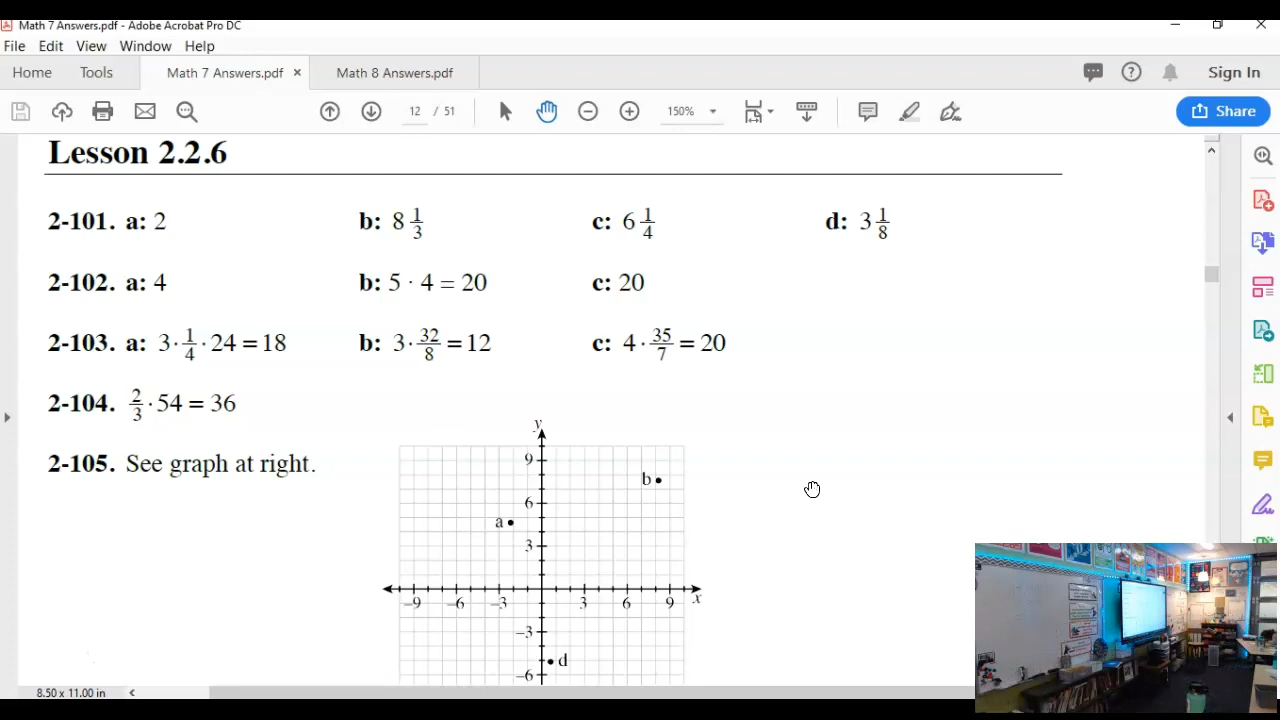 Math 7 Answers.pdf - Adobe Acrobat Pro DC
File Edit View Window Help
Home Tools Math 7 Answers.pdf × Math 8 Answers.pdf Sign In
12 / 51 150% Share
Lesson 2.2.6
2-101. a: 2 b: 8 1/3 c: 6 1/4 d: 3 1/8
2-102. a: 4 b: 5 · 4 = 20 c: 20
2-103. a: 3 · 1/4 · 24 = 18 b: 3 · 32/8 = 12 c: 4 · 35/7 = 20
2-104. 2/3 · 54 = 36
2-105. See graph at right.
y
9
b
6
a
3
–9 –6 –3 3 6 9 x
–3
d
–6
8.50 x 11.00 in